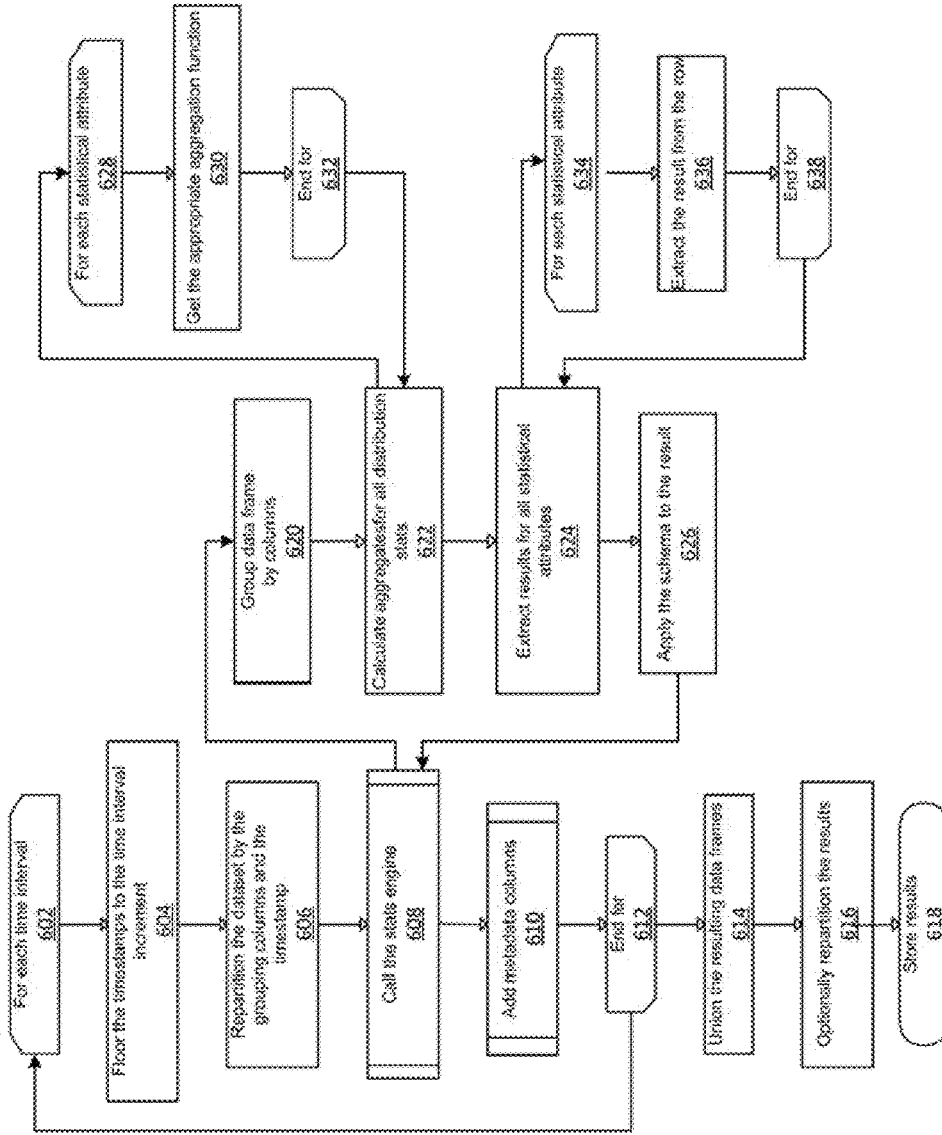 For each time interval
602
Floor the timestamps to the time interval
increment
604
Repartition the dataset by the
grouping columns and the
timestamp
606
Call the stats engine
608
Add metadata columns
610
End for
612
Union the resulting data frames
614
Optionally repartition the results
616
Store results
618
Group data frame
by columns
620
Calculate aggregatesfor all distribution
stats
622
Extract results for all statistical
attributes
624
Apply the schema to the result
626
For each statistical attribute
628
Get the appropriate aggregation function
630
End for
632
For each statistical attribute
634
Extract the result from the row
636
End for
638